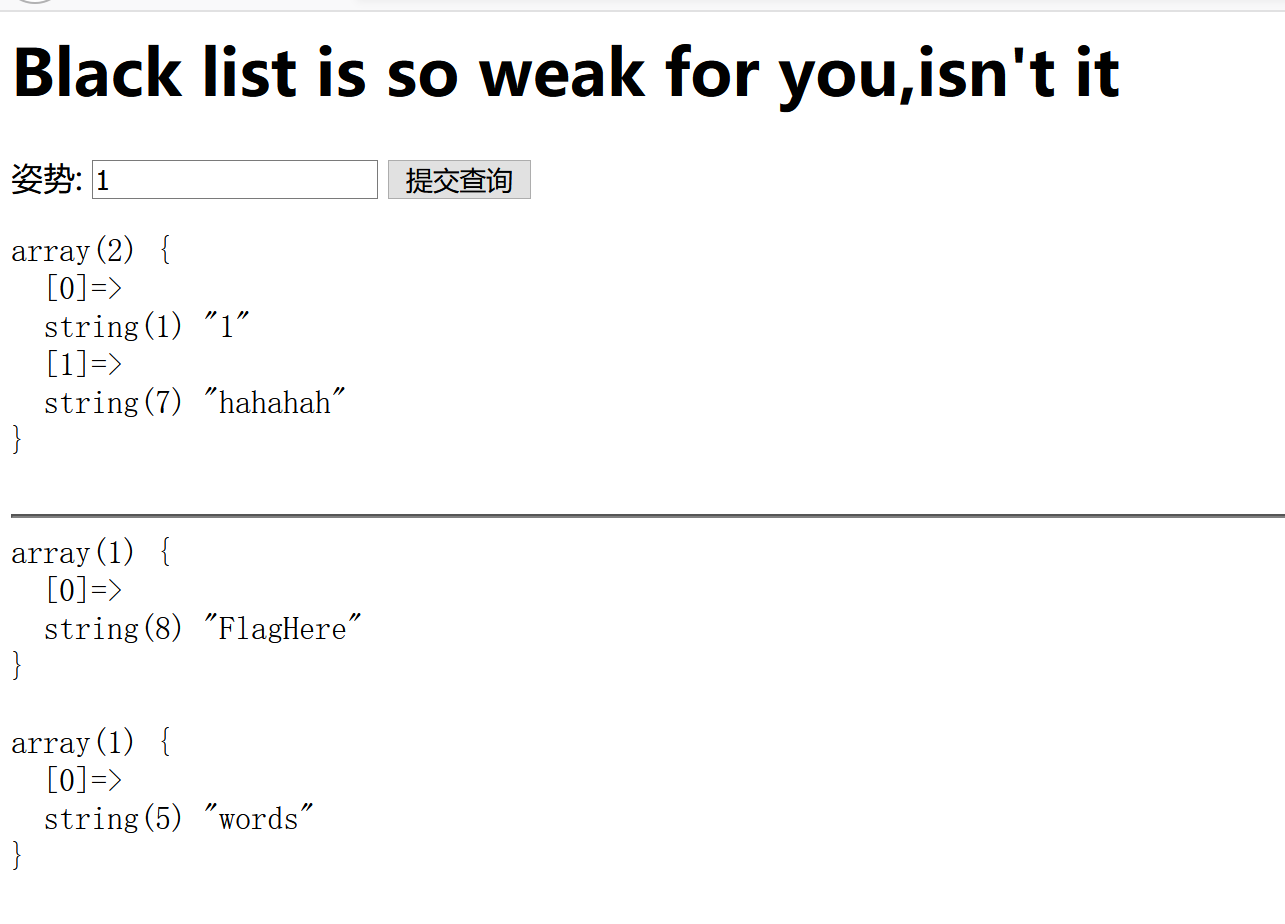 Black list is so weak for you,isn't it
姿势: 1 提交查询
array(2) {
[0]=>
string(1) "1"
[1]=>
string(7) "hahahah"
}
array(1) {
[0]=>
string(8) "FlagHere"
}
array(1) {
[0]=>
string(5) "words"
}